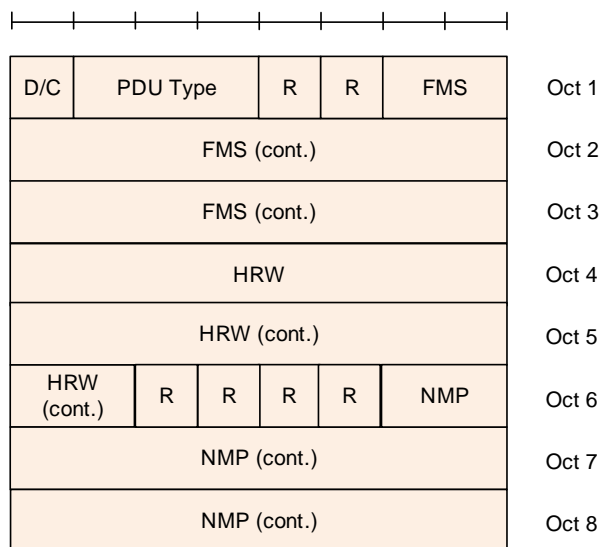 D/C PDU Type R R FMS Oct 1
FMS (cont.) Oct 2
FMS (cont.) Oct 3
HRW Oct 4
HRW (cont.) Oct 5
HRW
(cont.) R R R R NMP Oct 6
NMP (cont.) Oct 7
NMP (cont.) Oct 8